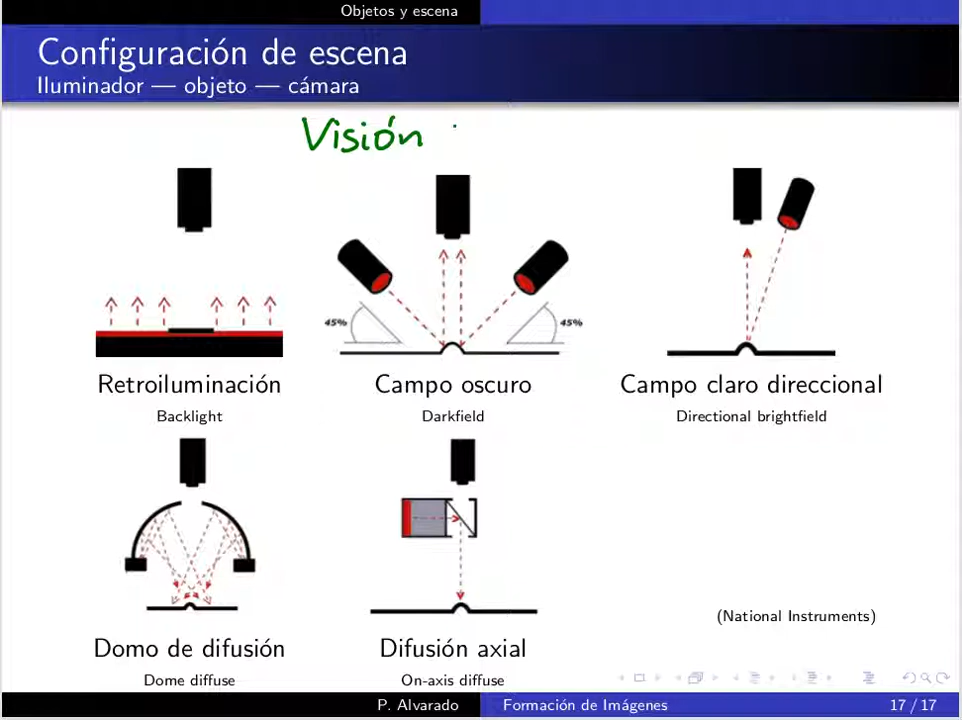 Objetos y escena
Configuración de escena
Iluminador — objeto — cámara
Visión
45%
45%
Retroiluminación
Backlight
Campo oscuro
Darkfield
Campo claro direccional
Directional brightfield
Domo de difusión
Dome diffuse
Difusión axial
On-axis diffuse
(National Instruments)
P. Alvarado
Formación de Imágenes
17 / 17